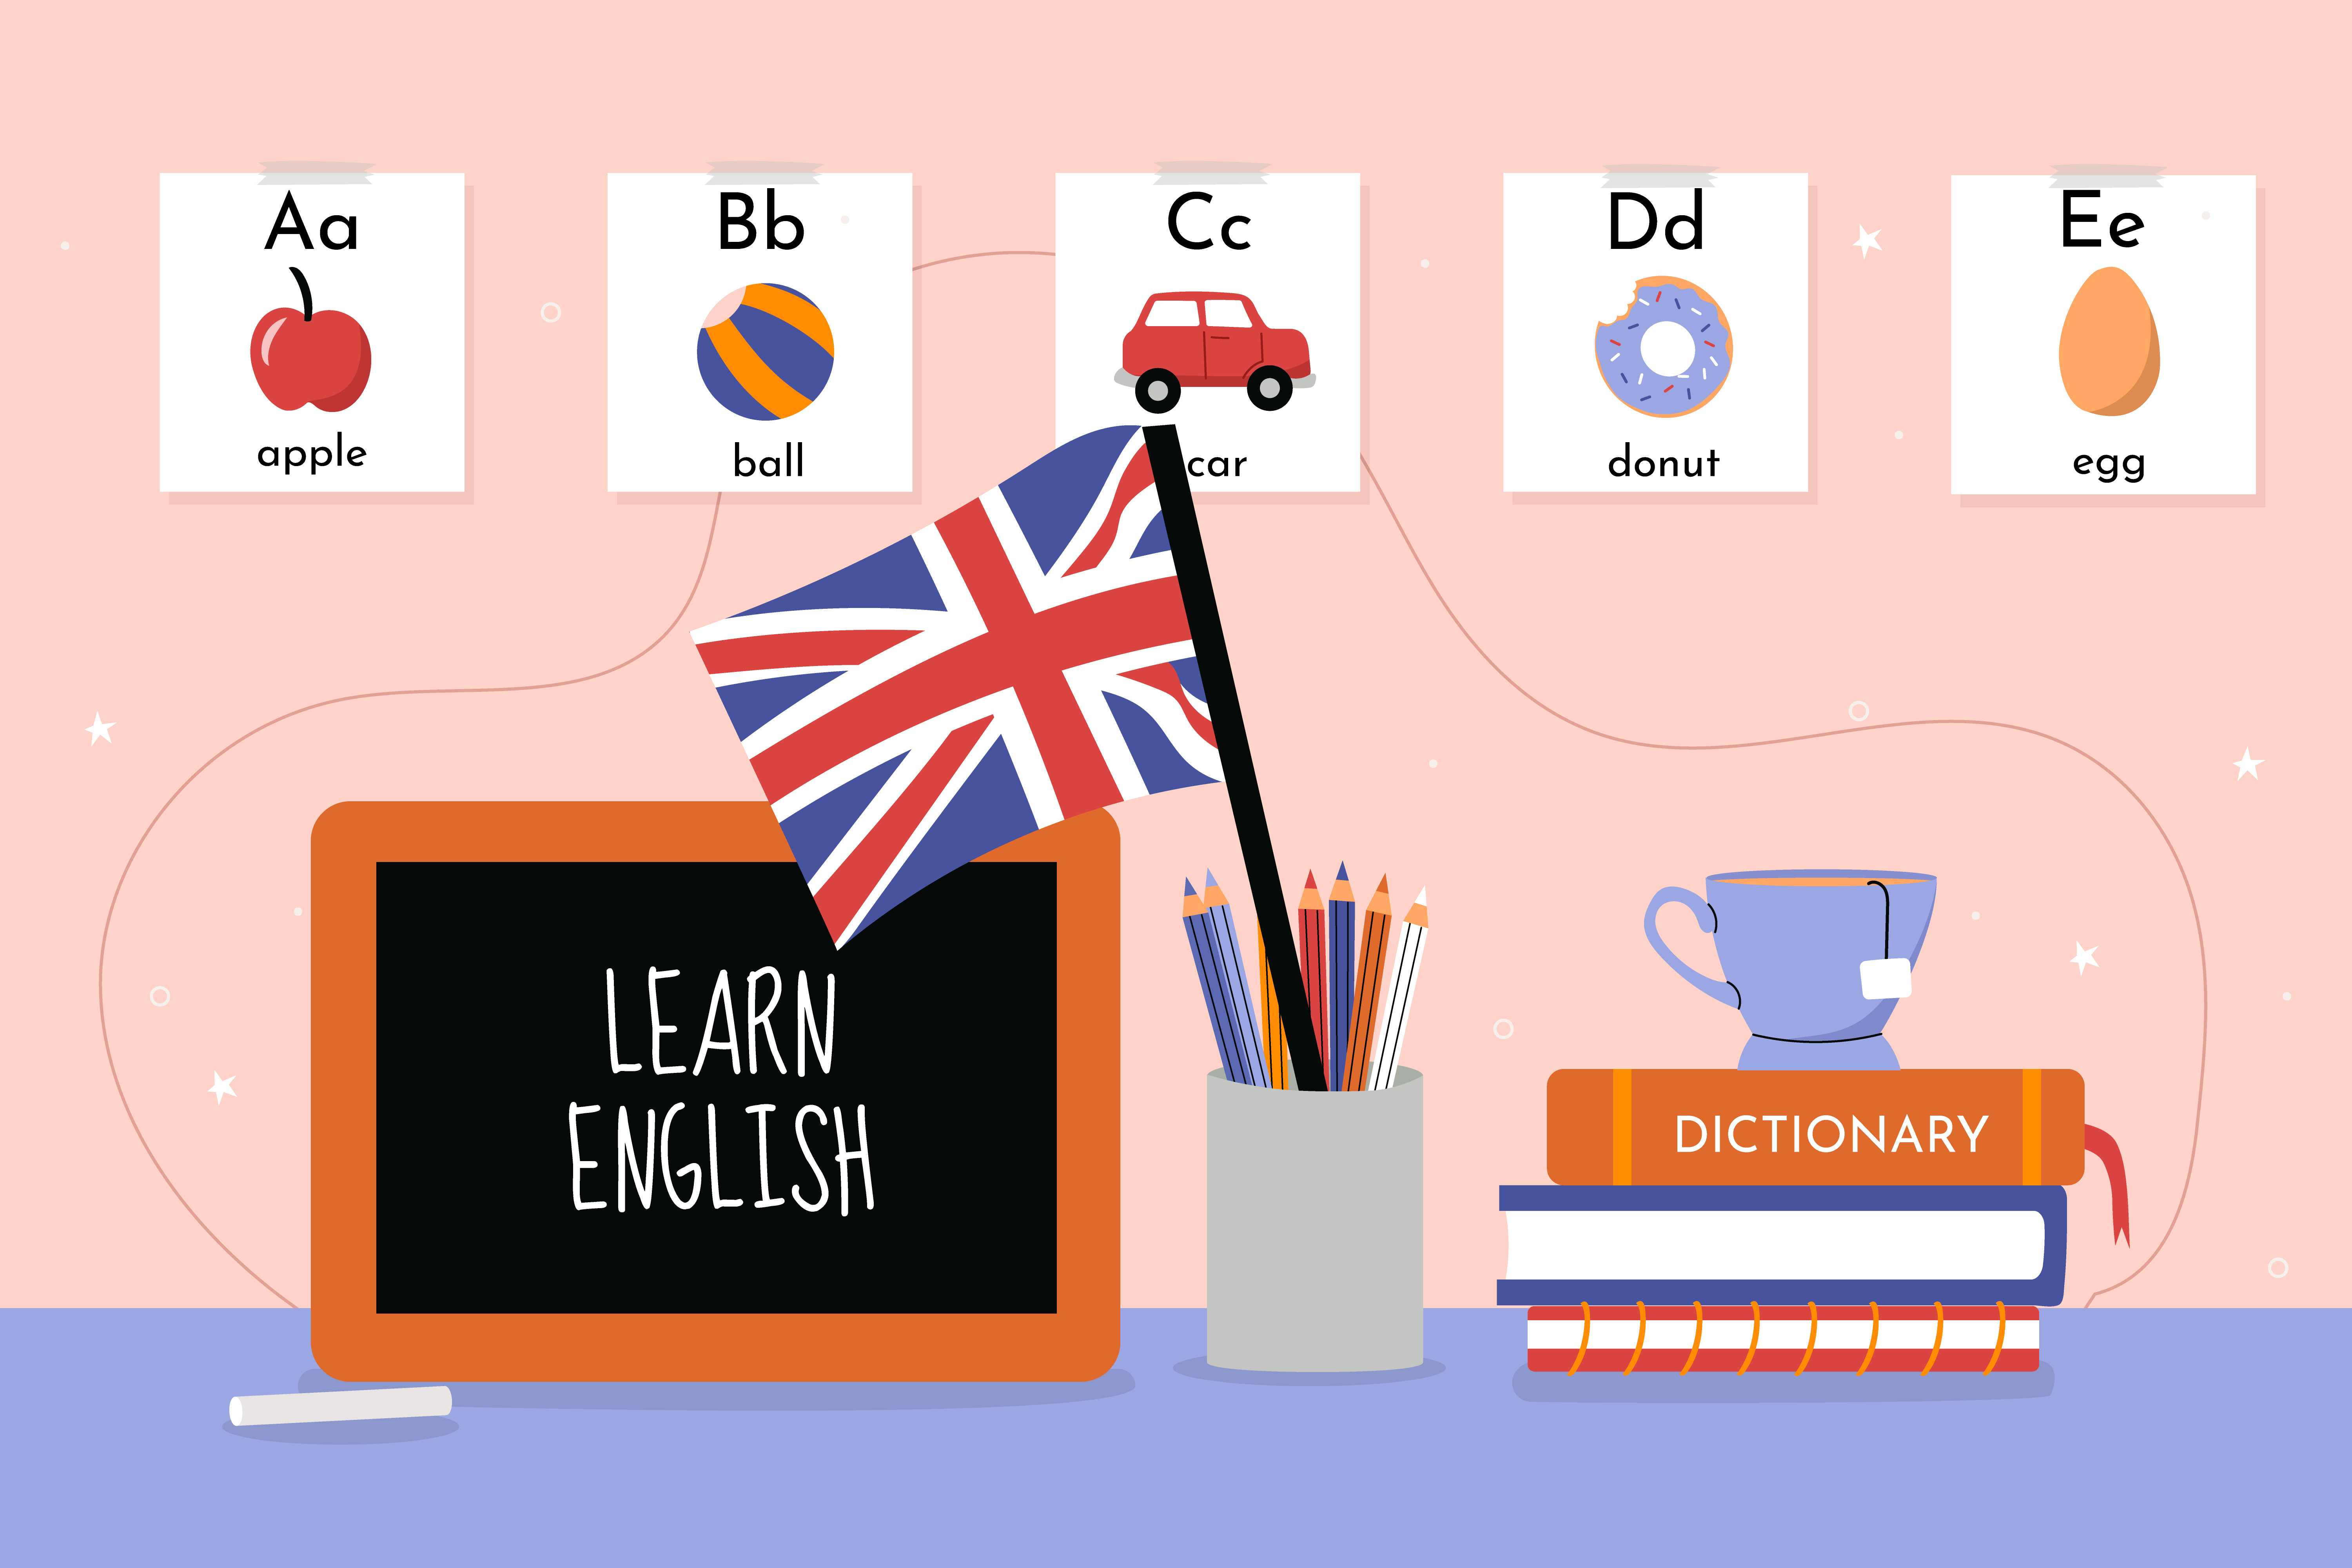 Aa
apple
Bb
ball
Cc
car
Dd
donut
Ee
egg
LEARN
ENGLISH
DICTIONARY